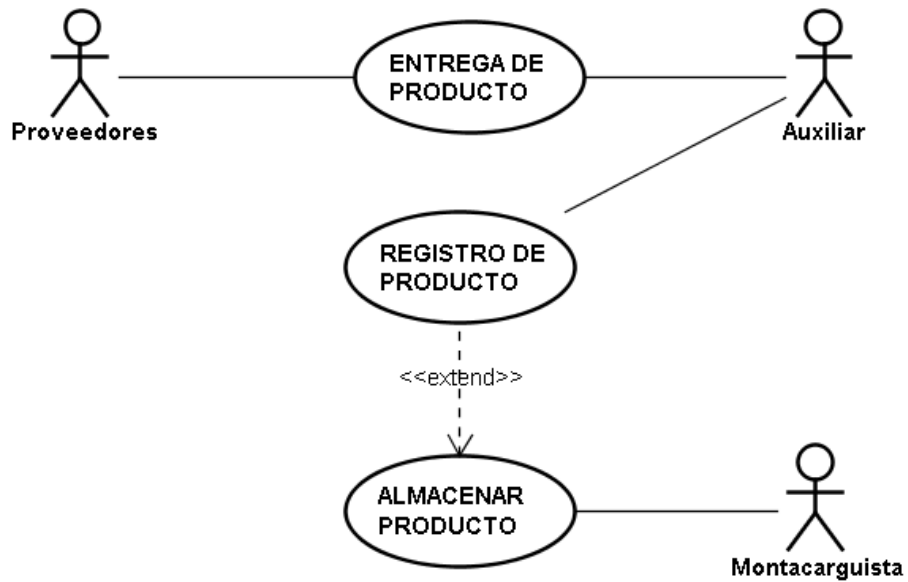 ENTREGA DE
PRODUCTO
Proveedores
Auxiliar
REGISTRO DE
PRODUCTO
<<extend>>
ALMACENAR
PRODUCTO
Montacarguista